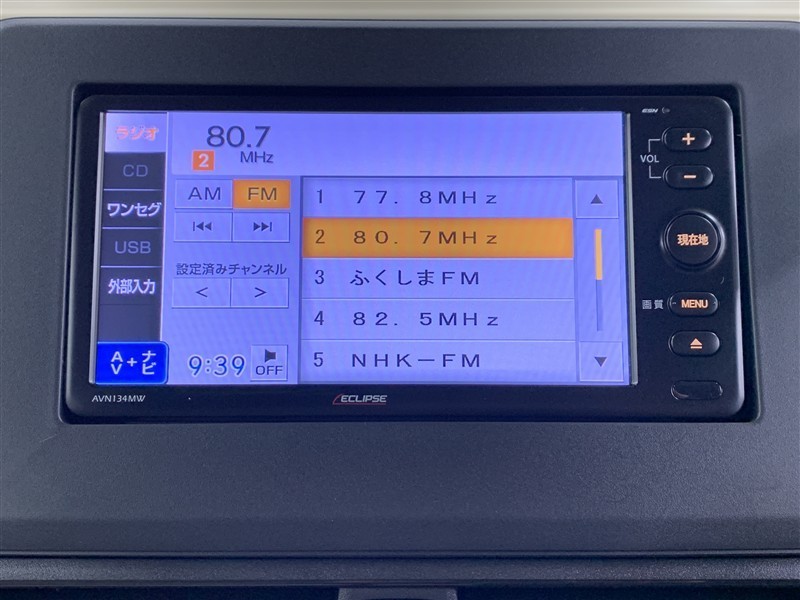 ラジオ
CD
ワンセグ
USB
外部入力
AV+ナビ
80.7
2 MHz
AM FM
設定済みチャンネル
< >
9:39 OFF
1 77.8MHz
2 80.7MHz
3 ふくしまFM
4 82.5MHz
5 NHK-FM
ESN
VOL
+
-
現在地
画質 MENU
AVN134MW
ECLIPSE